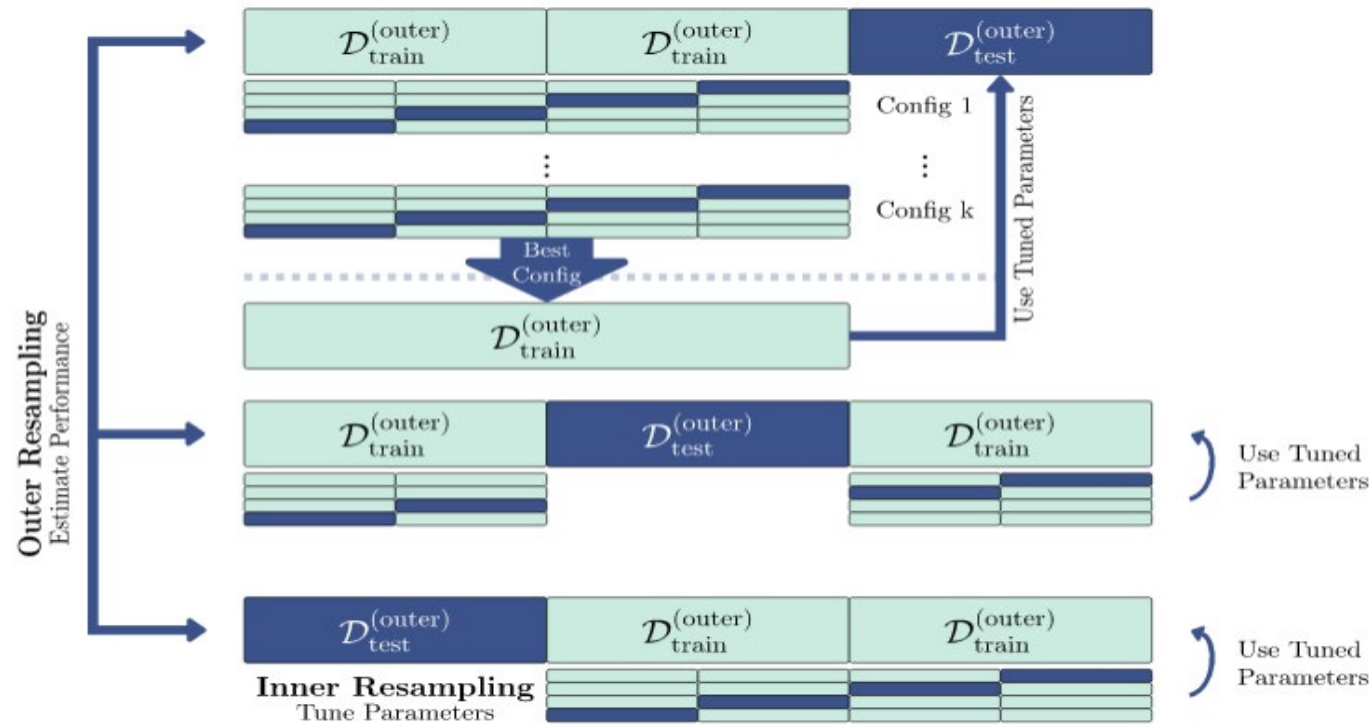 𝒟_train^(outer) 𝒟_train^(outer) 𝒟_test^(outer)
Config 1
⋮ ⋮
Config k
Best
Config
Use Tuned Parameters
𝒟_train^(outer)
Outer Resampling
Estimate Performance
𝒟_train^(outer) 𝒟_test^(outer) 𝒟_train^(outer)
Use Tuned
Parameters
𝒟_test^(outer) 𝒟_train^(outer) 𝒟_train^(outer)
Use Tuned
Parameters
Inner Resampling
Tune Parameters